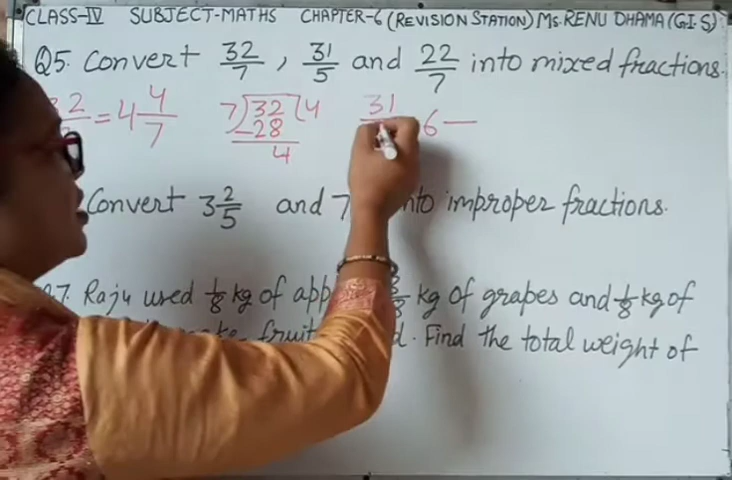 CLASS-IV SUBJECT-MATHS CHAPTER-6 (REVISION STATION) Ms. RENU DHAMA (G.I.S)
Q5. Convert 32/7, 31/5 and 22/7 into mixed fractions.
= 4 4/7 7)32(4 31 6 —
-28
4
Convert 3 2/5 and 7 into improper fractions.
Q7. Raju used 1/8 kg of kg of grapes and 1/8 kg of
fruit . Find the total weight of